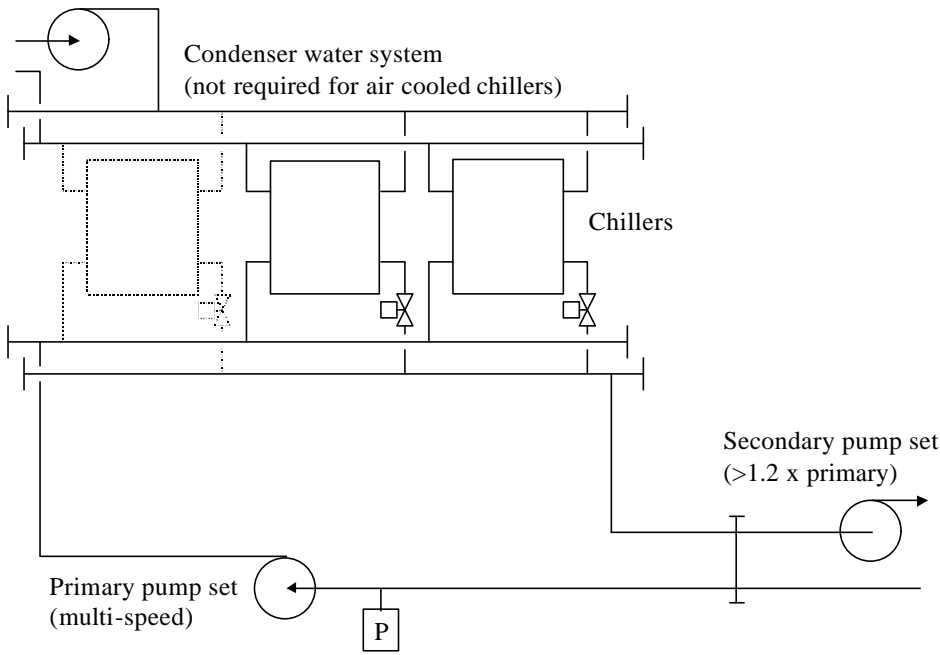 Condenser water system
(not required for air cooled chillers)
Chillers
Secondary pump set
(>1.2 x primary)
Primary pump set
(multi-speed)
P